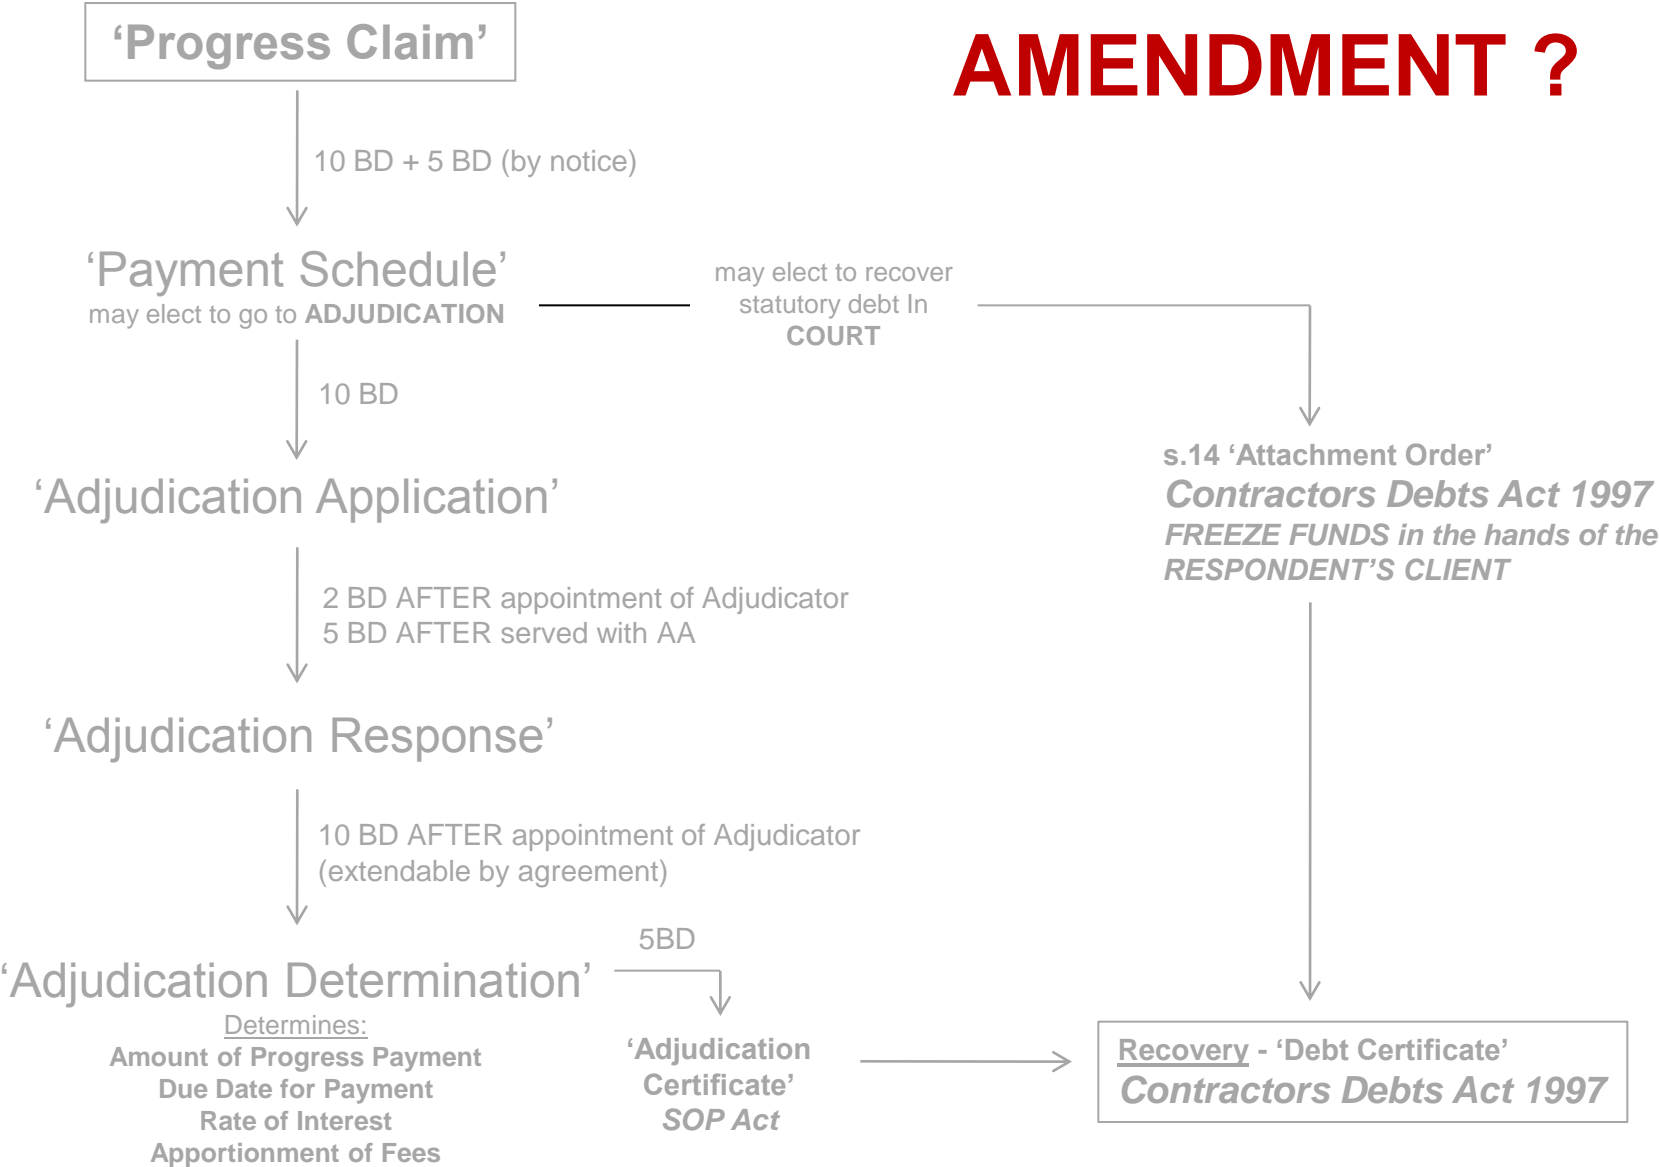 ‘Progress Claim’
AMENDMENT ?
10 BD + 5 BD (by notice)
‘Payment Schedule’
may elect to go to ADJUDICATION
may elect to recover
statutory debt In
COURT
10 BD
s.14 ‘Attachment Order’
Contractors Debts Act 1997
FREEZE FUNDS in the hands of the
RESPONDENT’S CLIENT
‘Adjudication Application’
2 BD AFTER appointment of Adjudicator
5 BD AFTER served with AA
‘Adjudication Response’
10 BD AFTER appointment of Adjudicator
(extendable by agreement)
5BD
‘Adjudication Determination’
Determines:
Amount of Progress Payment
Due Date for Payment
Rate of Interest
Apportionment of Fees
‘Adjudication
Certificate’
SOP Act
Recovery - ‘Debt Certificate’
Contractors Debts Act 1997